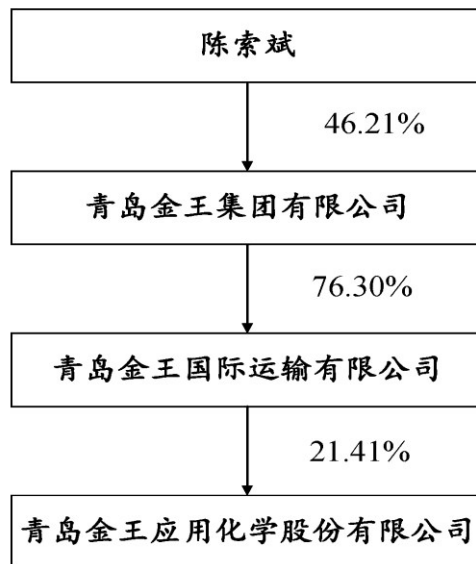 陈索斌
46.21%
青岛金王集团有限公司
76.30%
青岛金王国际运输有限公司
21.41%
青岛金王应用化学股份有限公司